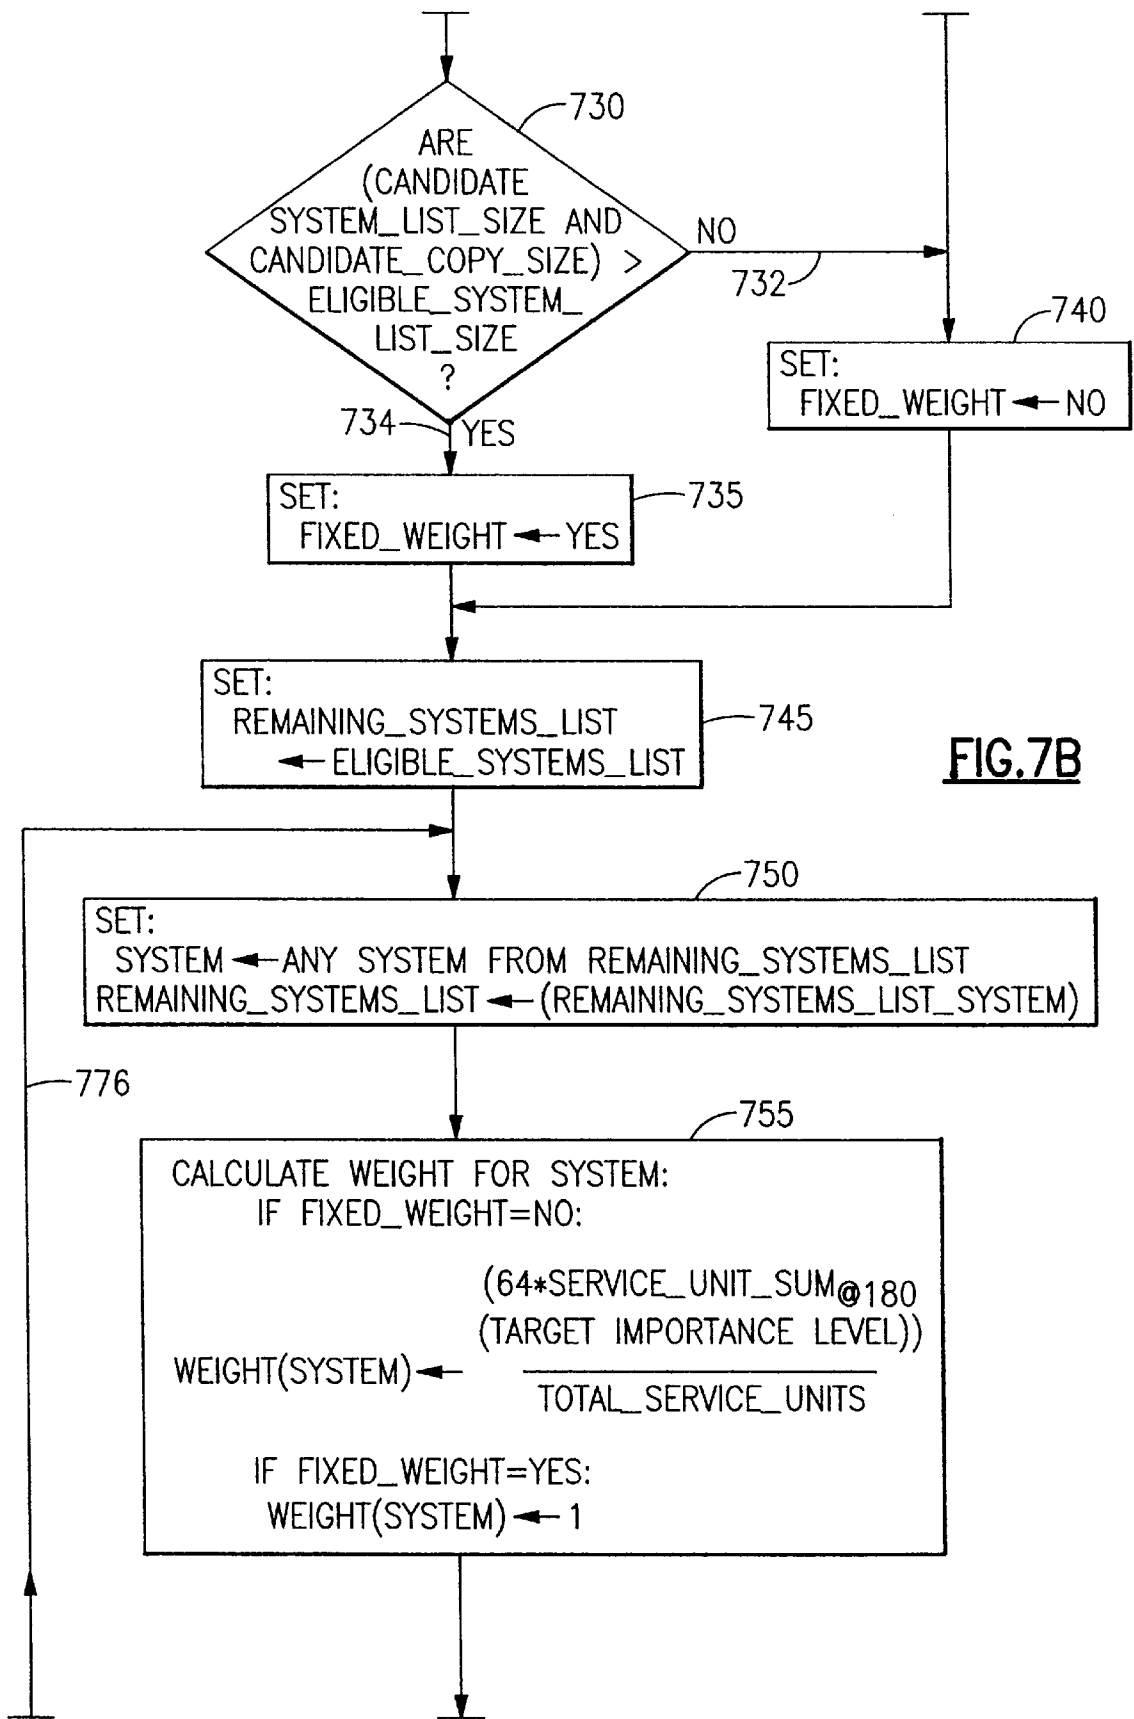 730
ARE
(CANDIDATE
SYSTEM_LIST_SIZE AND
CANDIDATE_COPY_SIZE) >
ELIGIBLE_SYSTEM_
LIST_SIZE
?
NO
732
740
SET:
FIXED_WEIGHT ← NO
734
YES
SET:
FIXED_WEIGHT ← YES
735
SET:
REMAINING_SYSTEMS_LIST
← ELIGIBLE_SYSTEMS_LIST
745
FIG.7B
750
SET:
SYSTEM ← ANY SYSTEM FROM REMAINING_SYSTEMS_LIST
REMAINING_SYSTEMS_LIST ← (REMAINING_SYSTEMS_LIST_SYSTEM)
776
755
CALCULATE WEIGHT FOR SYSTEM:
IF FIXED_WEIGHT=NO:
(64*SERVICE_UNIT_SUM@180
(TARGET IMPORTANCE LEVEL))
WEIGHT(SYSTEM) ←
TOTAL_SERVICE_UNITS
IF FIXED_WEIGHT=YES:
WEIGHT(SYSTEM) ← 1